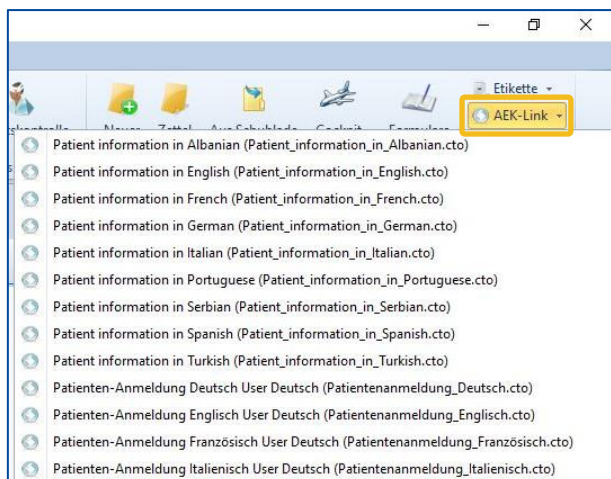 Etikette
AEK-Link
Patient information in Albanian (Patient_information_in_Albanian.cto)
Patient information in English (Patient_information_in_English.cto)
Patient information in French (Patient_information_in_French.cto)
Patient information in German (Patient_information_in_German.cto)
Patient information in Italian (Patient_information_in_Italian.cto)
Patient information in Portuguese (Patient_information_in_Portuguese.cto)
Patient information in Serbian (Patient_information_in_Serbian.cto)
Patient information in Spanish (Patient_information_in_Spanish.cto)
Patient information in Turkish (Patient_information_in_Turkish.cto)
Patienten-Anmeldung Deutsch User Deutsch (Patientenanmeldung_Deutsch.cto)
Patienten-Anmeldung Englisch User Deutsch (Patientenanmeldung_Englisch.cto)
Patienten-Anmeldung Französisch User Deutsch (Patientenanmeldung_Französisch.cto)
Patienten-Anmeldung Italienisch User Deutsch (Patientenanmeldung_Italienisch.cto)